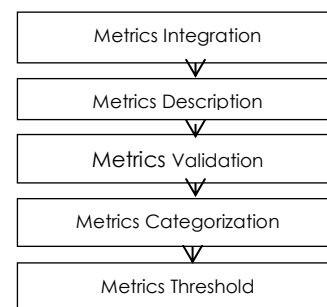 Metrics Integration
Metrics Description
Metrics Validation
Metrics Categorization
Metrics Threshold